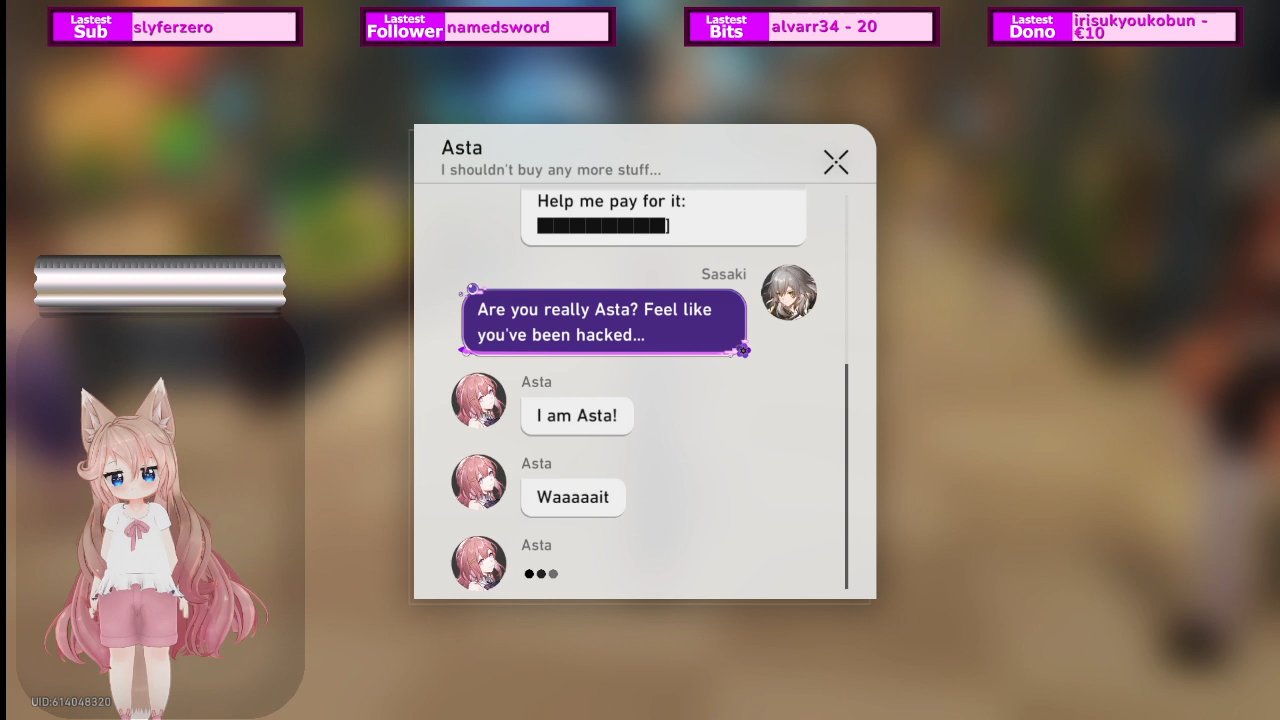 Lastest
Sub
slyferzero
Lastest
Follower
namedsword
Lastest
Bits
alvarr34 - 20
Lastest
Dono
irisukyoukobun -
€10
Asta
I shouldn't buy any more stuff...
Help me pay for it:
████████]
Sasaki
Are you really Asta? Feel like
you've been hacked...
Asta
I am Asta!
Asta
Waaaaait
Asta
UID:614048320